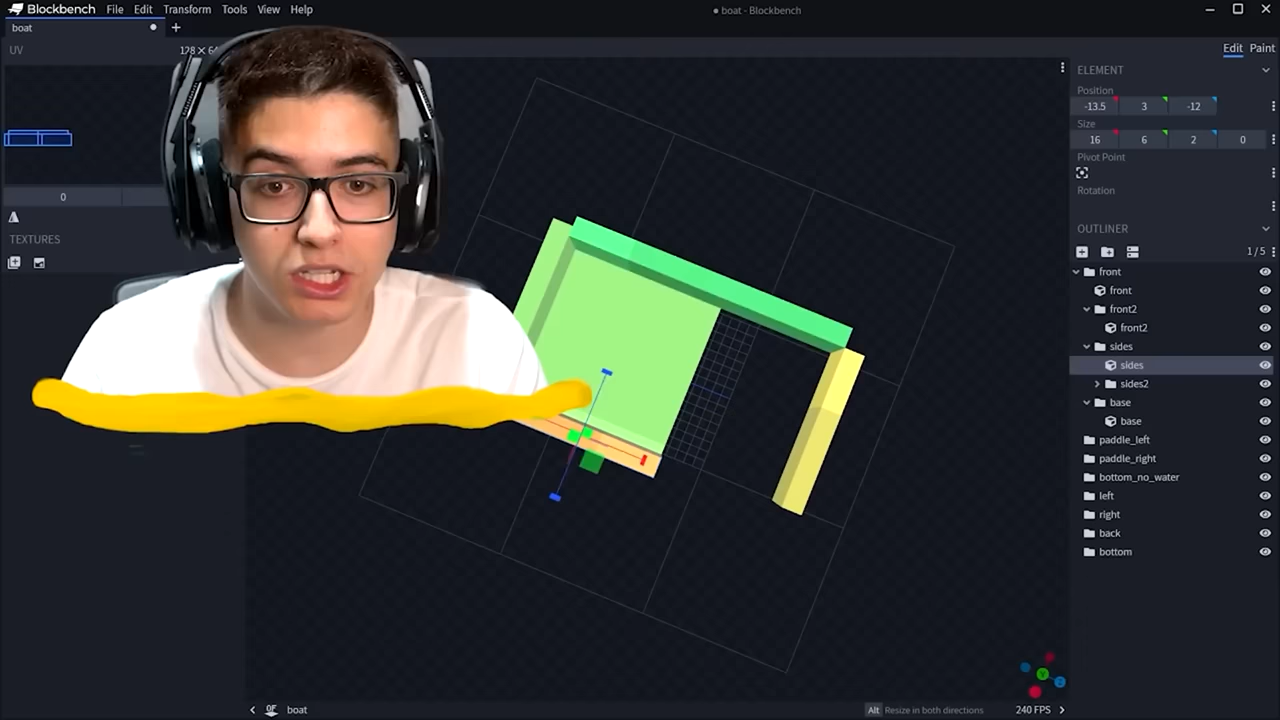 Blockbench File Edit Transform Tools View Help
● boat - Blockbench
boat
UV
Edit Paint
ELEMENT
Position
-13.5 3 -12
Size
16 6 2 0
Pivot Point
Rotation
0
TEXTURES
OUTLINER
1/5
front
front
front2
front2
sides
sides
sides2
base
base
paddle_left
paddle_right
bottom_no_water
left
right
back
bottom
0F boat
Alt Resize in both directions
240 FPS